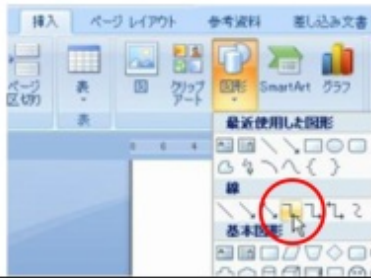 挿入 ページ レイアウト 参考資料 差し込み文書
ページ区切り 表 図 クリップアート 図形 SmartArt グラフ
表
最近使用した図形
線
基本図形